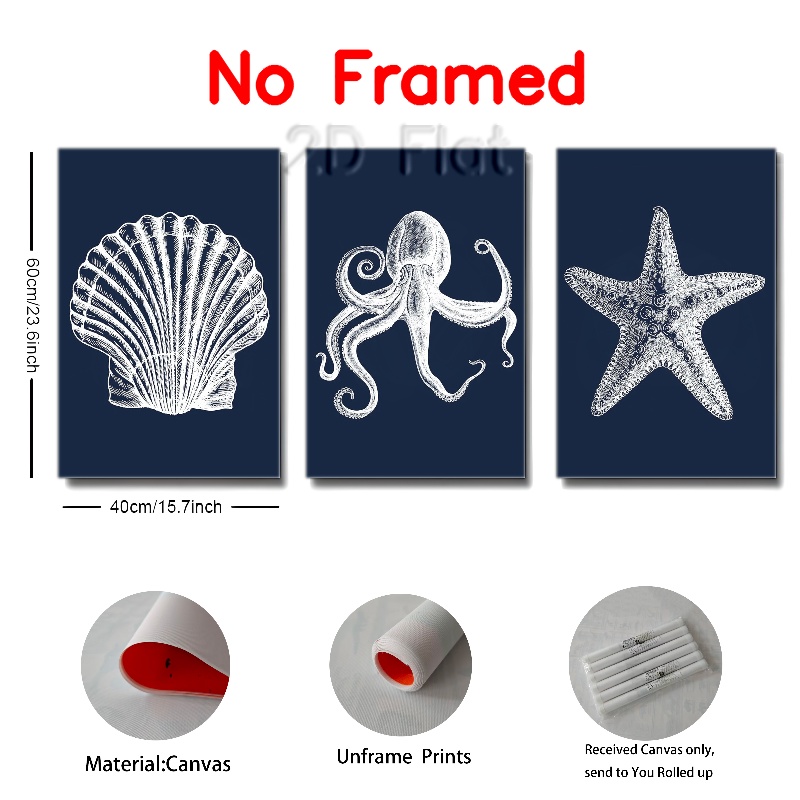 No Framed
2D Flat
60cm/23.6inch
40cm/15.7inch
Material:Canvas
Unframe Prints
Received Canvas only,
send to You Rolled up